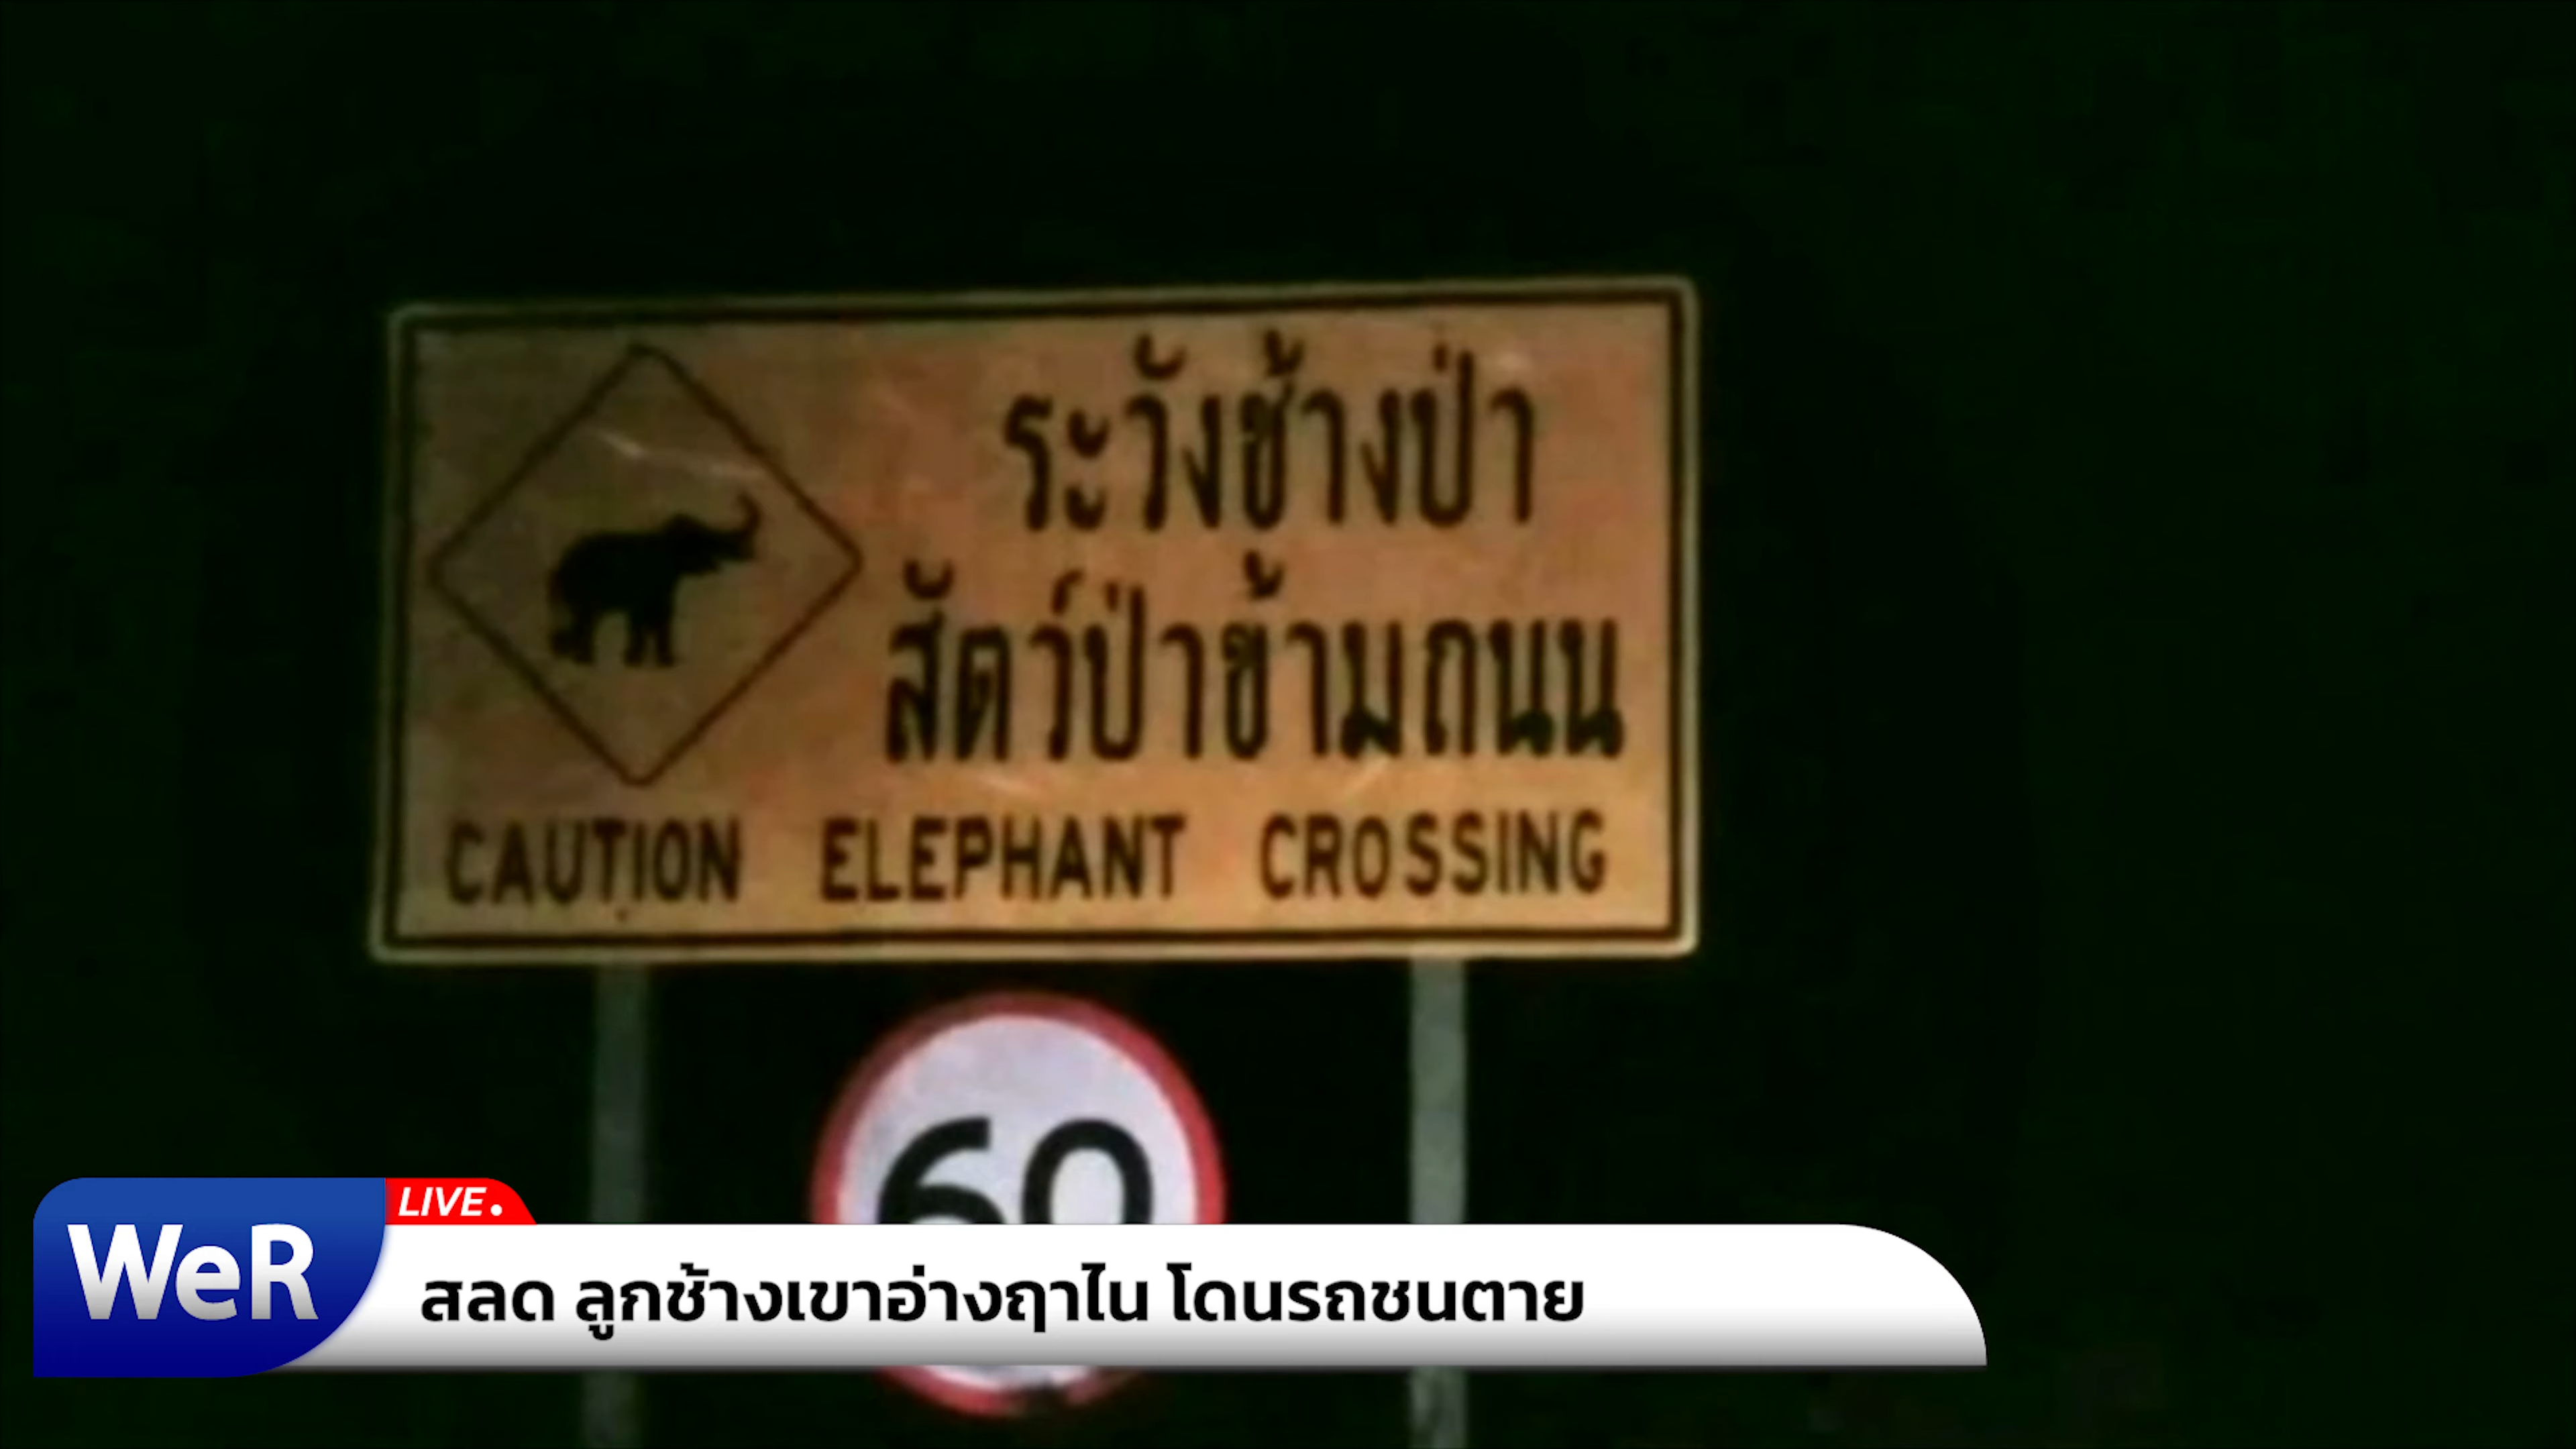 ระวังช้างป่า
สัตว์ป่าข้ามถนน
CAUTION ELEPHANT CROSSING
60
LIVE.
WeR
สลด ลูกช้างเขาอ่างฤาไน โดนรถชนตาย